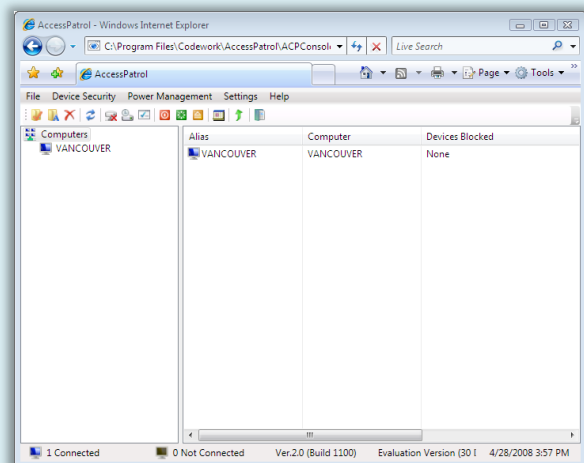 AccessPatrol - Windows Internet Explorer
C:\Program Files\Codework\AccessPatrol\ACPConsole
Live Search
AccessPatrol
Page
Tools
File Device Security Power Management Settings Help
Computers
VANCOUVER
Alias Computer Devices Blocked
VANCOUVER VANCOUVER None
1 Connected 0 Not Connected Ver.2.0 (Build 1100) Evaluation Version (30 4/28/2008 3:57 PM